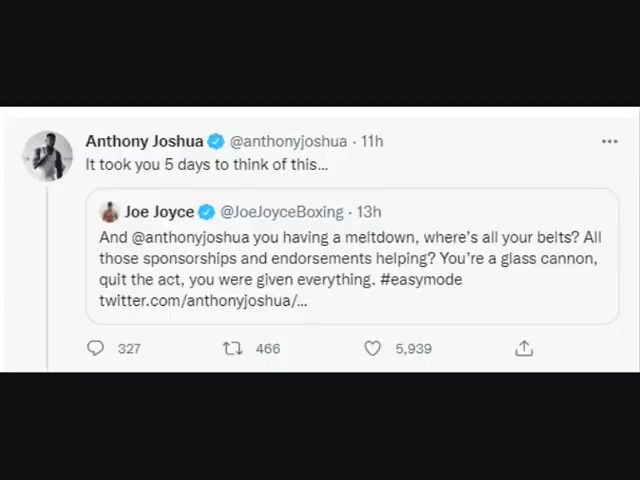 Anthony Joshua @anthonyjoshua · 11h
It took you 5 days to think of this...
Joe Joyce @JoeJoyceBoxing · 13h
And @anthonyjoshua you having a meltdown, where's all your belts? All
those sponsorships and endorsements helping? You're a glass cannon,
quit the act, you were given everything. #easymode
twitter.com/anthonyjoshua/...
327 466 5,939